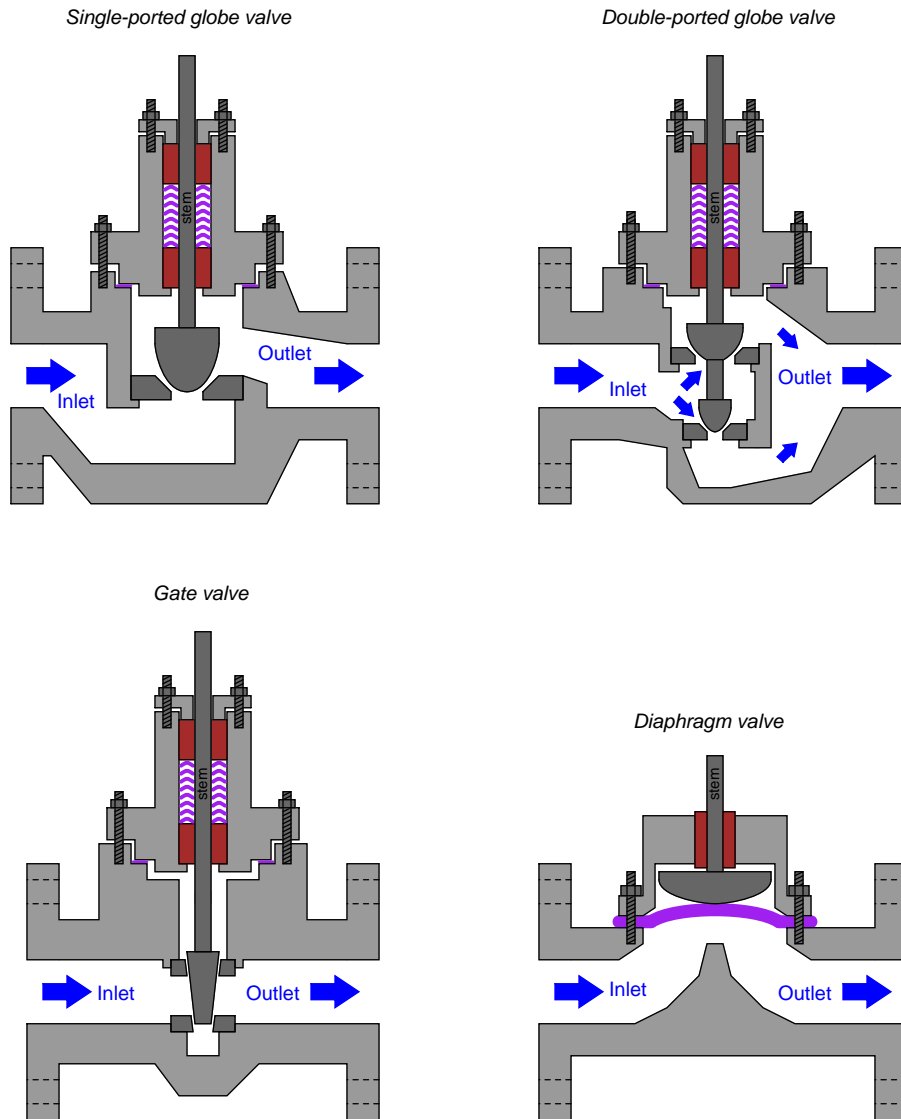 Single-ported globe valve
Double-ported globe valve
stem
Outlet
Inlet
stem
Inlet
Outlet
Gate valve
stem
Inlet
Outlet
Diaphragm valve
stem
Inlet
Outlet